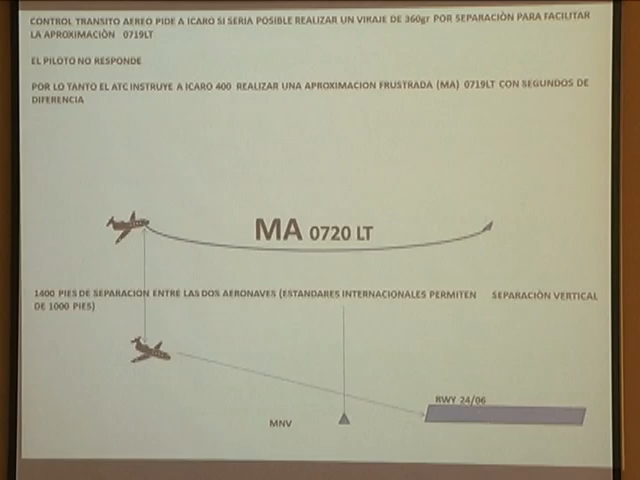 CONTROL TRANSITO AEREO PIDE A ICARO SI SERIA POSIBLE REALIZAR UN VIRAJE DE 360gr POR SEPARACIÒN PARA FACILITAR
LA APROXIMACIÒN 0719LT
EL PILOTO NO RESPONDE
POR LO TANTO EL ATC INSTRUYE A ICARO 400 REALIZAR UNA APROXIMACION FRUSTRADA (MA) 0719LT CON SEGUNDOS DE
DIFERENCIA
MA 0720 LT
1400 PIES DE SEPARACION ENTRE LAS DOS AERONAVES (ESTANDARES INTERNACIONALES PERMITEN SEPARACIÒN VERTICAL
DE 1000 PIES)
RWY 24/06
MNV